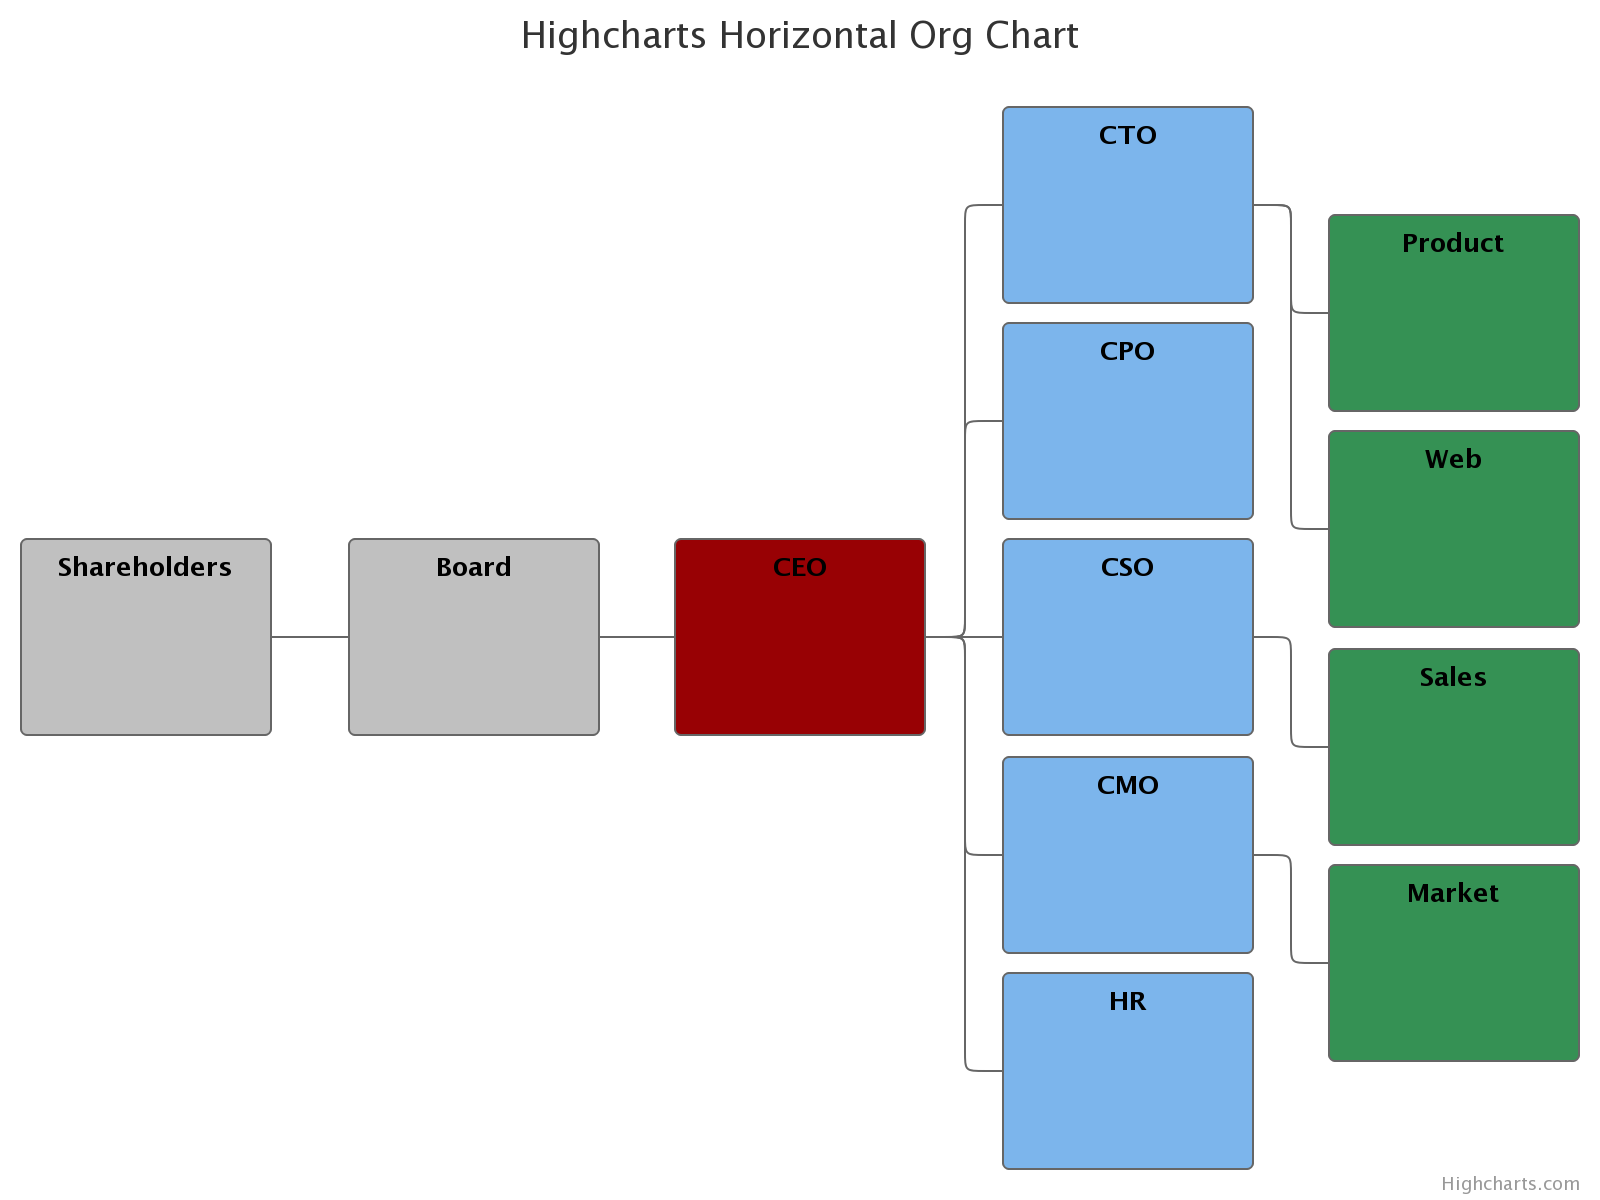 Highcharts Horizontal Org Chart
Shareholders
Board
CEO
CTO
CPO
CSO
CMO
HR
Product
Web
Sales
Market
Highcharts.com